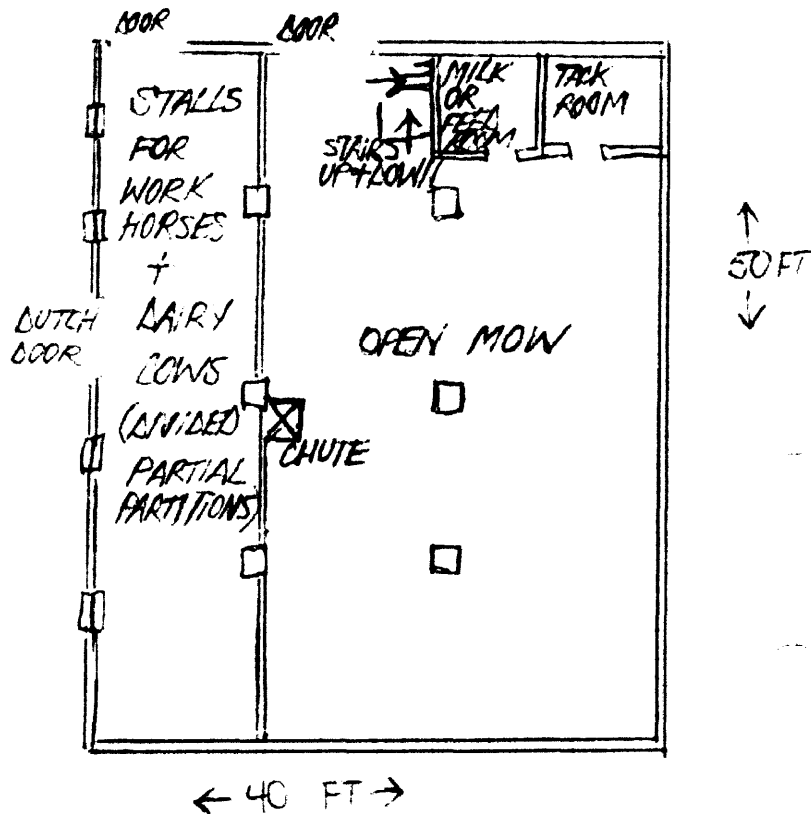 DOOR
DOOR
STALLS
FOR
WORK
HORSES
+
DAIRY
COWS
(DIVIDED
PARTIAL
PARTITIONS)
DUTCH
DOOR
STAIRS
UP + DOWN
MILK
OR
FEED
ROOM
TACK
ROOM
OPEN MOW
CHUTE
50 FT
← 40 FT →